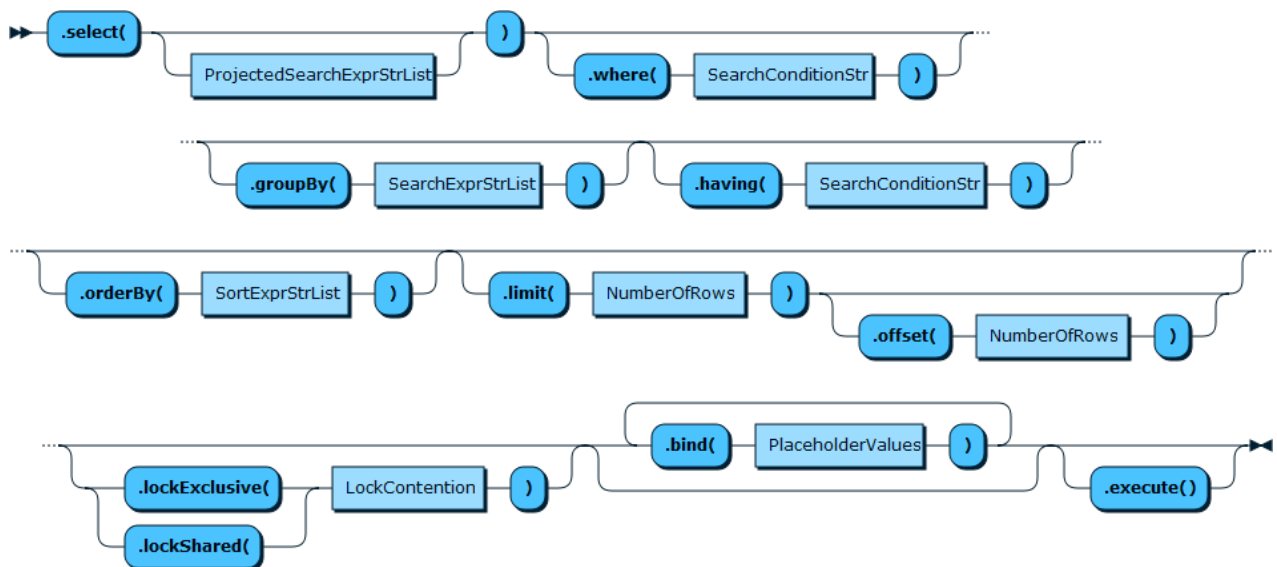 .select( ) 
ProjectedSearchExprStrList .where( SearchConditionStr )
.groupBy( SearchExprStrList ) .having( SearchConditionStr )
.orderBy( SortExprStrList ) .limit( NumberOfRows )
.offset( NumberOfRows )
.bind( PlaceholderValues )
.lockExclusive( LockContention ) .execute()
.lockShared(